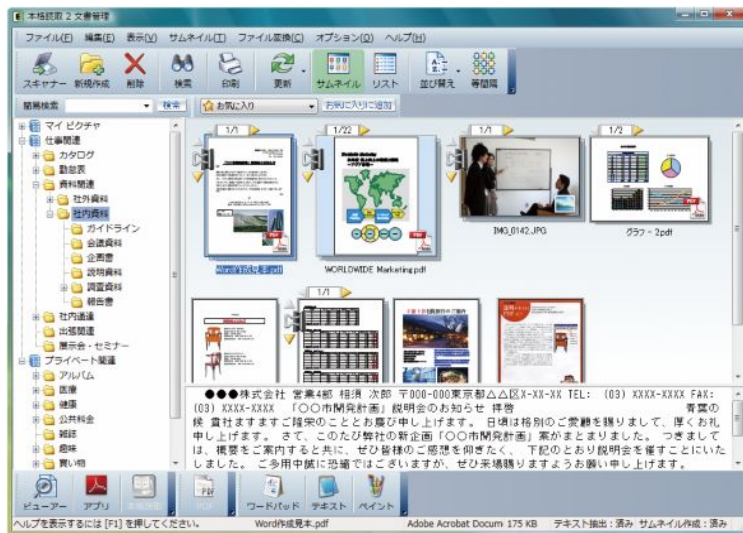 本格読取 2 文書管理
ファイル(F) 編集(E) 表示(V) サムネイル(T) ファイル変換(C) オプション(O) ヘルプ(H)
スキャナー 新規作成 削除 検索 印刷 更新 サムネイル リスト 並び替え 等間隔
簡易検索 検索 お気に入り お気に入りに追加
マイ ピクチャ
仕事関連
カタログ
勤怠表
資料関連
社外資料
社内資料
ガイドライン
会議資料
企画書
説明資料
調査資料
報告書
社内通達
出張関連
展示会・セミナー
プライベート関連
アルバム
医療
健康
公共料金
雑誌
趣味
買い物
1/1 1/22 1/1 1/2
WORLDWIDE Marketing.pdf IMG_0142.JPG グラフ - 2.pdf
1/1
●●●株式会社 営業4部 相須 次郎 〒000-000東京都△△区X-XX-XX TEL: (03) XXXX-XXXX FAX:
(03) XXXX-XXXX 「〇〇市開発計画」説明会のお知らせ 拝啓 青葉の
候 貴社ますますご隆栄のこととお慶び申し上げます。 日頃は格別のご愛顧を賜りまして、厚くお礼
申し上げます。 さて、このたび弊社の新企画「〇〇市開発計画」案がまとまりました。 つきまして
は、概要をご案内すると共に、ぜひ皆様のご感想を仰ぎたく、 下記のとおり説明会を催すことにいた
しました。 ご多用中誠に恐縮ではございますが、ぜひ来場賜りますようお願い申し上げます。
ビューアー アプリ PDF ワードパッド テキスト ペイント
ヘルプを表示するには [F1] を押してください。 Word作成見本.pdf Adobe Acrobat Docum 175 KB テキスト抽出：済み サムネイル作成：済み